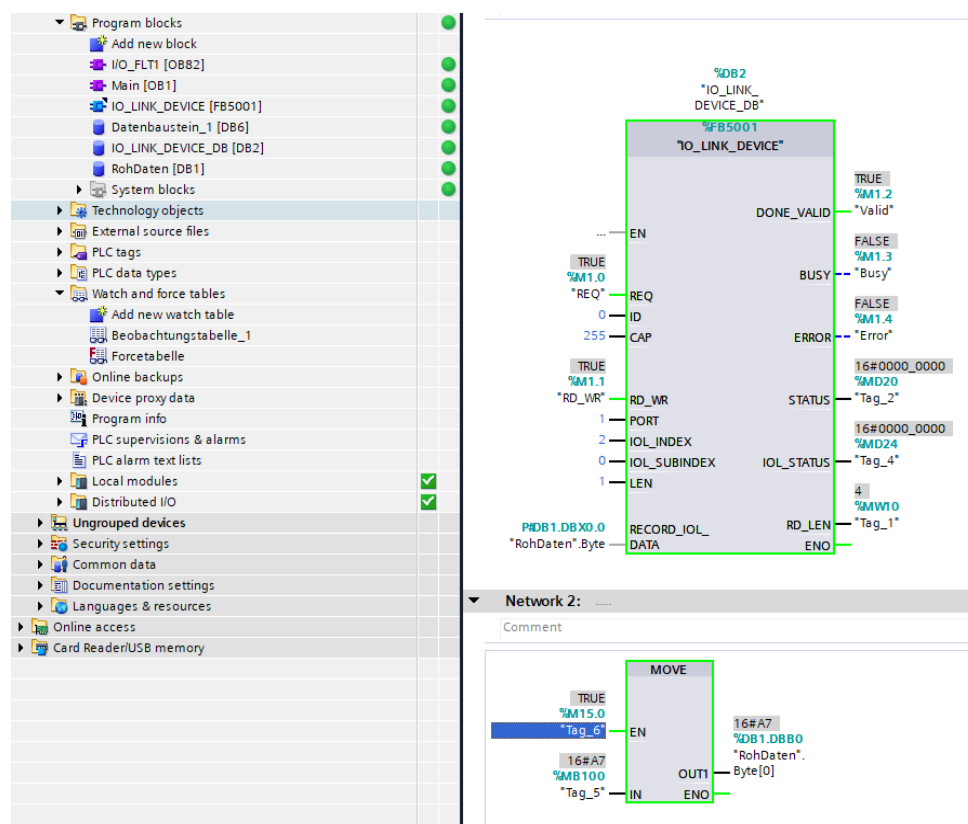 Program blocks
Add new block
I/O_FLT1 [OB82]
Main [OB1]
IO_LINK_DEVICE [FB5001]
Datenbaustein_1 [DB6]
IO_LINK_DEVICE_DB [DB2]
RohDaten [DB1]
System blocks
Technology objects
External source files
PLC tags
PLC data types
Watch and force tables
Add new watch table
Beobachtungstabelle_1
Forcetabelle
Online backups
Device proxy data
Program info
PLC supervisions & alarms
PLC alarm text lists
Local modules
Distributed I/O
Ungrouped devices
Security settings
Common data
Documentation settings
Languages & resources
Online access
Card Reader/USB memory
%DB2
"IO_LINK_
DEVICE_DB"
%FB5001
"IO_LINK_DEVICE"
... EN
TRUE
%M1.0
"REQ" REQ
0 ID
255 CAP
TRUE
%M1.1
"RD_WR" RD_WR
1 PORT
2 IOL_INDEX
0 IOL_SUBINDEX
1 LEN
P#DB1.DBX0.0
"RohDaten".Byte
RECORD_IOL_
DATA
TRUE
%M1.2
DONE_VALID "Valid"
FALSE
%M1.3
BUSY "Busy"
FALSE
%M1.4
ERROR "Error"
16#0000_0000
%MD20
STATUS "Tag_2"
16#0000_0000
%MD24
IOL_STATUS "Tag_4"
4
%MW10
RD_LEN "Tag_1"
ENO
Network 2: .....
Comment
MOVE
TRUE
%M15.0
"Tag_6" EN
16#A7
%MB100
"Tag_5" IN
16#A7
%DB1.DBB0
"RohDaten".
OUT1 Byte[0]
ENO